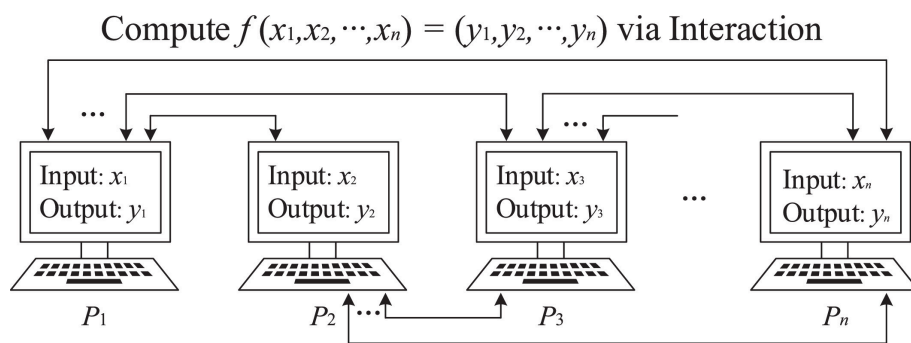 Compute f(x₁,x₂,⋯,xₙ) = (y₁,y₂,⋯,yₙ) via Interaction
... ...
Input: x₁ Input: x₂ Input: x₃ Input: xₙ
Output: y₁ Output: y₂ Output: y₃ ... Output: yₙ
P₁ P₂ ... P₃ Pₙ